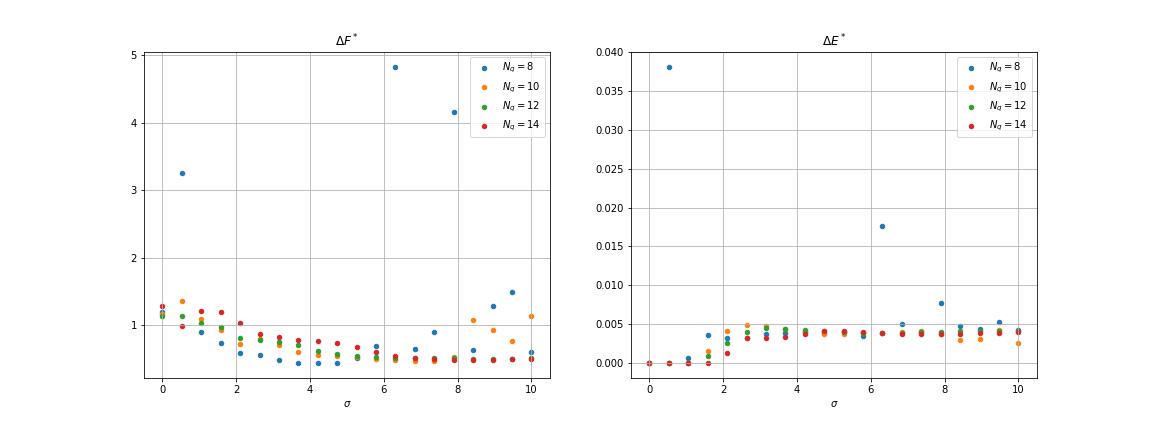 ΔF*
5
4
3
2
1
0 2 4 6 8 10
σ
N_q = 8
N_q = 10
N_q = 12
N_q = 14
ΔE*
0.040
0.035
0.030
0.025
0.020
0.015
0.010
0.005
0.000
0 2 4 6 8 10
σ
N_q = 8
N_q = 10
N_q = 12
N_q = 14